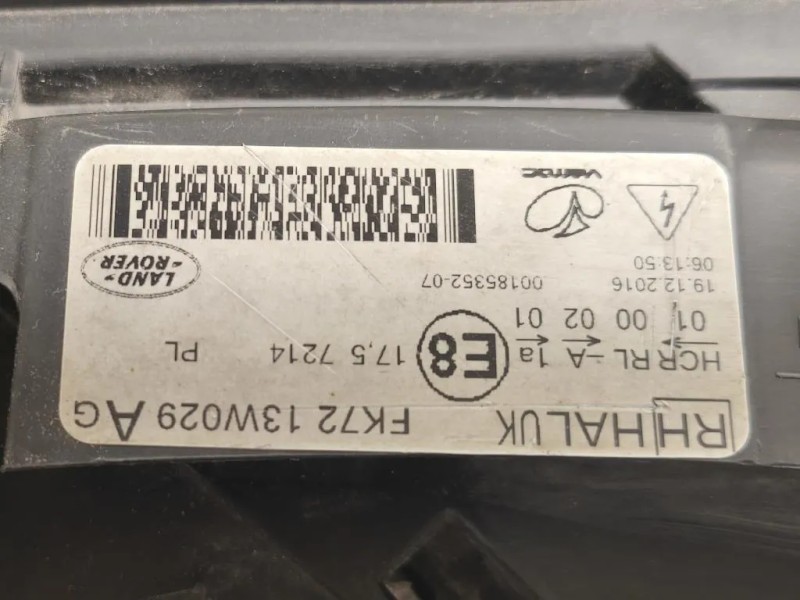 RH HAL UK FK72 13W029 AG
HCR RL A 1a E8 17,5 7214 PL
01 00 02 01
19.12.2016 00185352-07
06:13:50
LAND-
-ROVER
varroc